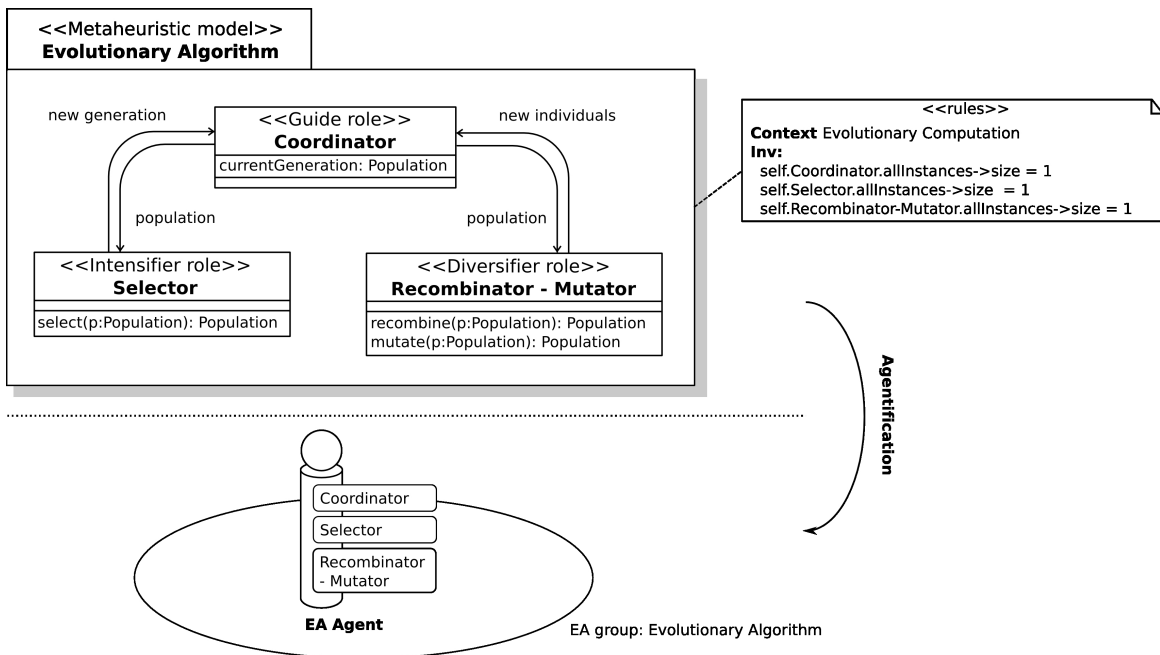 <<Metaheuristic model>>
Evolutionary Algorithm
new generation
<<Guide role>>
Coordinator
currentGeneration: Population
new individuals
population
population
<<Intensifier role>>
Selector
select(p:Population): Population
<<Diversifier role>>
Recombinator - Mutator
recombine(p:Population): Population
mutate(p:Population): Population
<<rules>>
Context Evolutionary Computation
Inv:
self.Coordinator.allInstances->size = 1
self.Selector.allInstances->size = 1
self.Recombinator-Mutator.allInstances->size = 1
Agentification
Coordinator
Selector
Recombinator
- Mutator
EA Agent
EA group: Evolutionary Algorithm